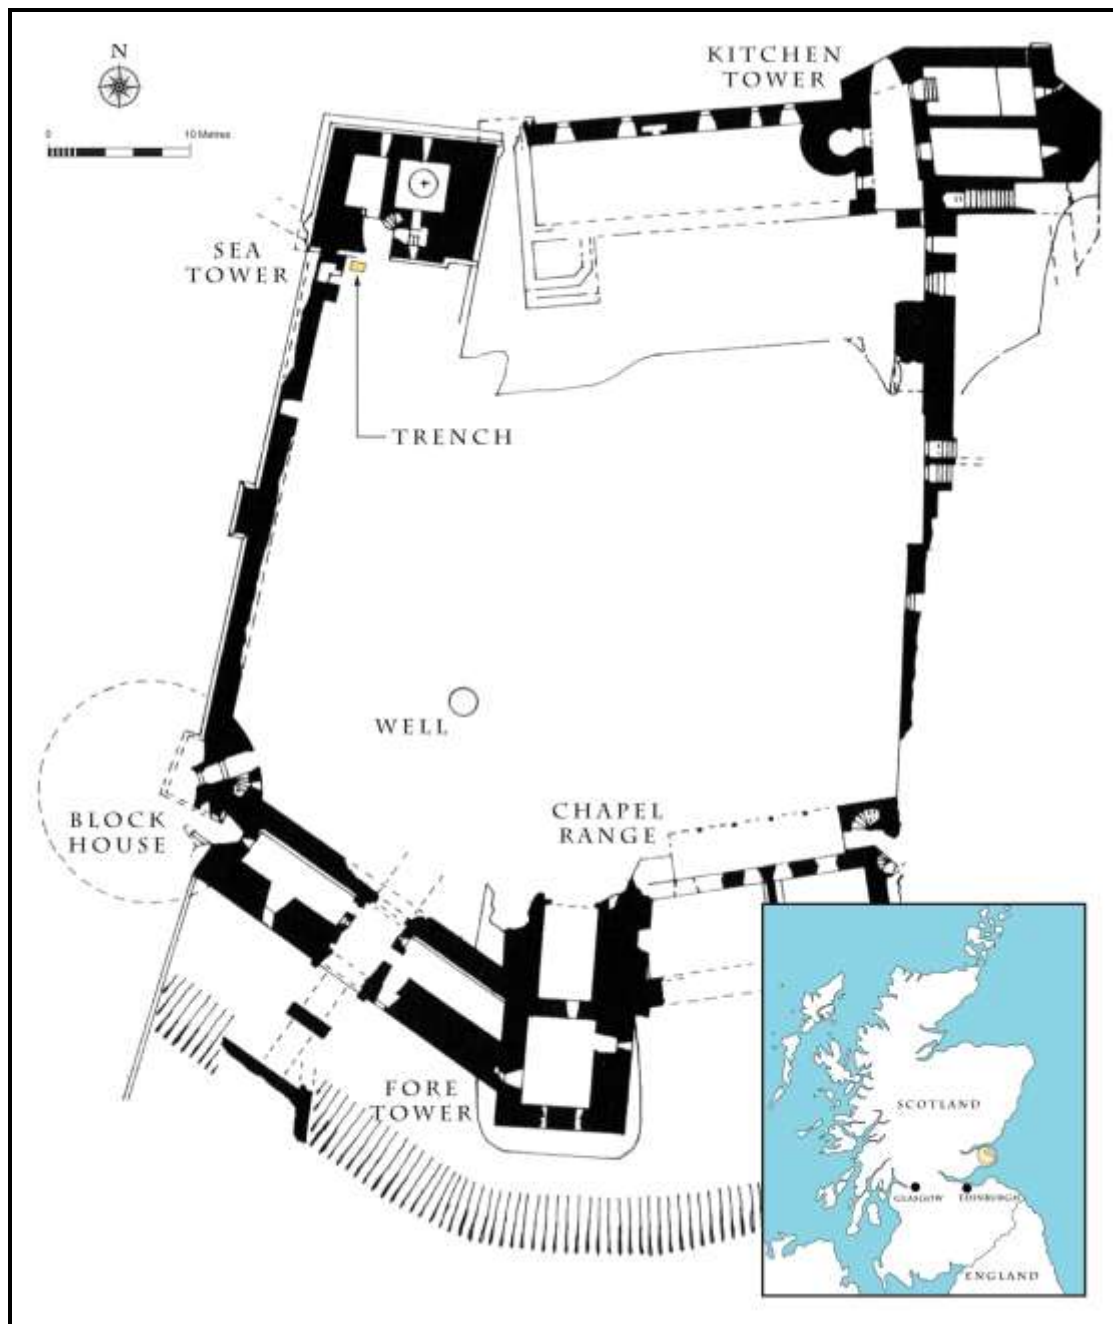 N
0 10 Metres
KITCHEN
TOWER
SEA
TOWER
TRENCH
WELL
BLOCK
HOUSE
CHAPEL
RANGE
FORE
TOWER
SCOTLAND
GLASGOW
EDINBURGH
ENGLAND